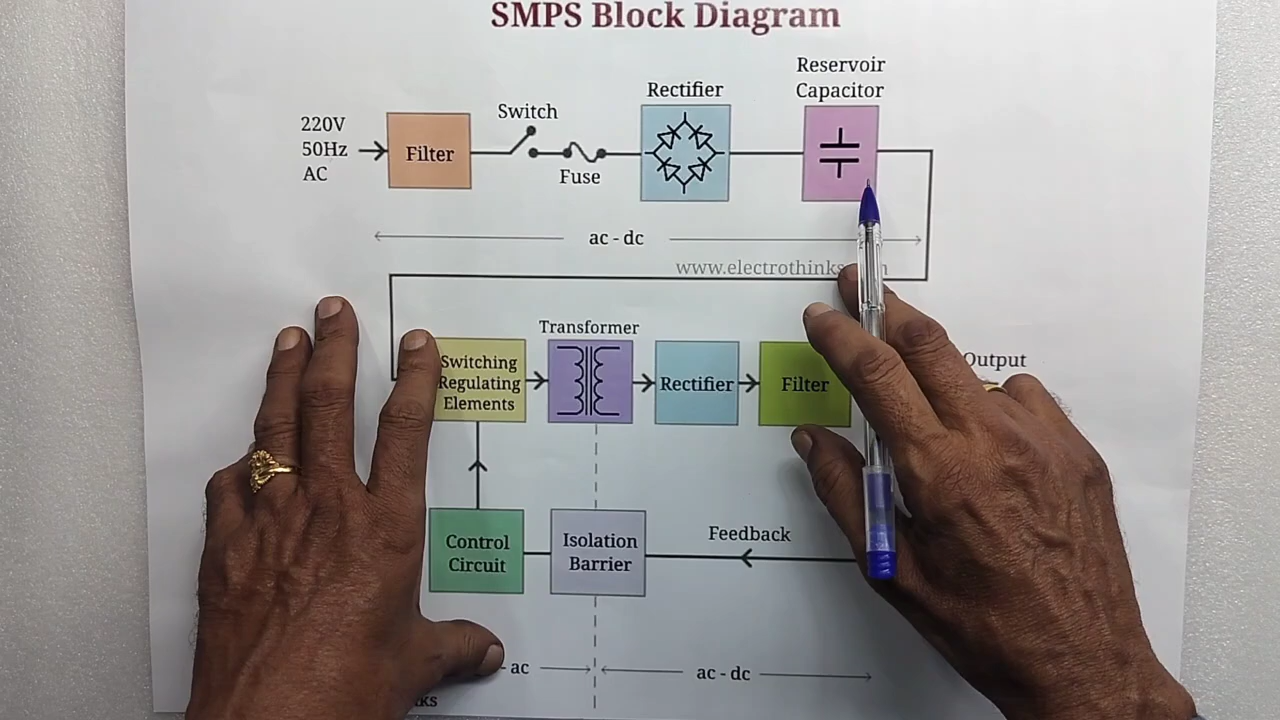 SMPS Block Diagram
Reservoir
Capacitor
Rectifier
Switch
220V
50Hz
AC
Filter
Fuse
ac - dc
www.electrothinks
Transformer
Switching
Regulating
Elements
Rectifier
Filter
Output
Control
Circuit
Isolation
Barrier
Feedback
- ac
ac - dc